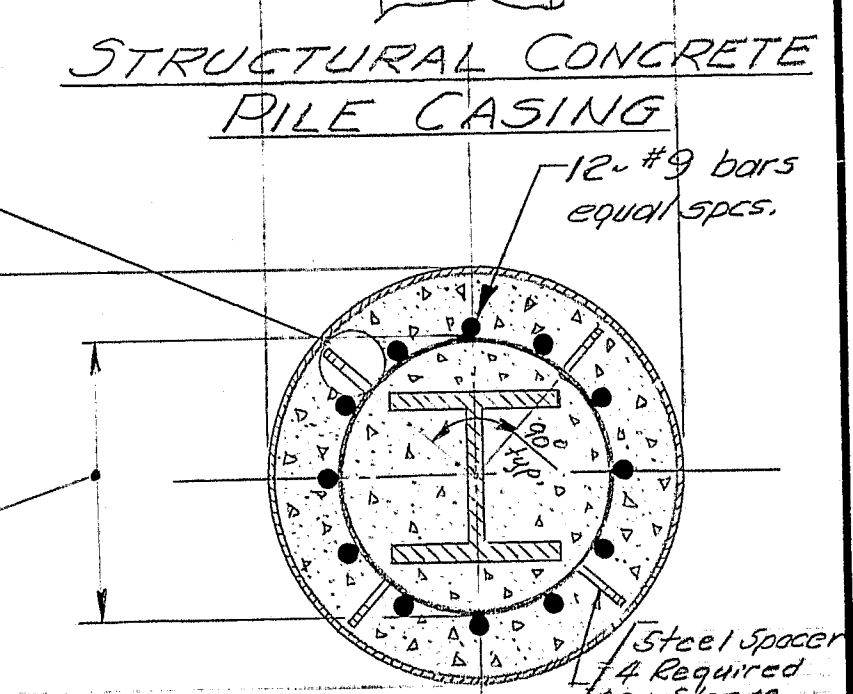 STRUCTURAL CONCRETE
PILE CASING
12~ #9 bars
equal spcs.
90°
typ.
Steel Spacer
4 Required